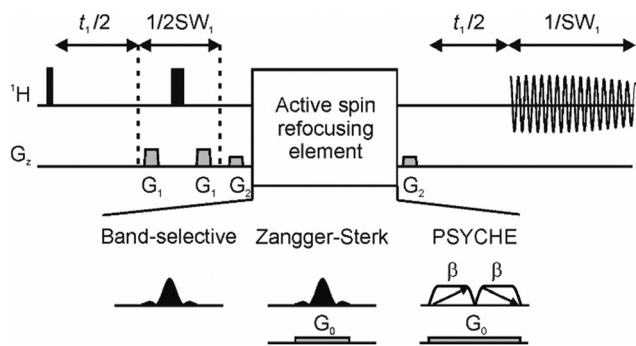 t₁/2 1/2SW₁ t₁/2 1/SW₁
¹H
Active spin
refocusing
element
G_z
G₁ G₁ G₂ G₂
Band-selective Zangger-Sterk PSYCHE
β β
G₀ G₀